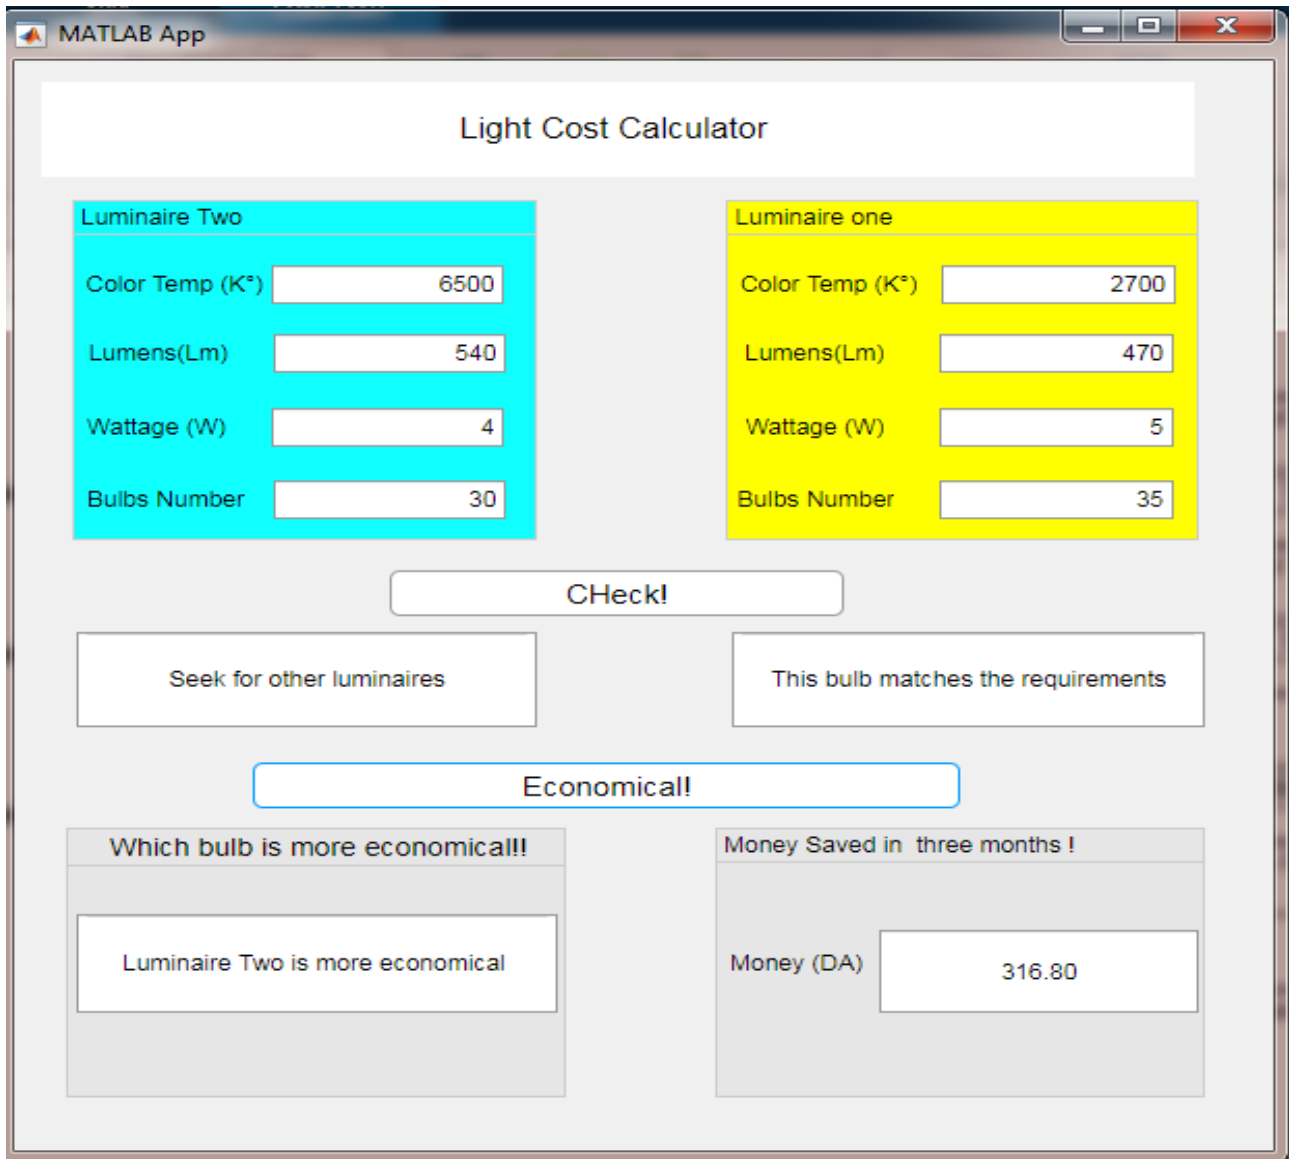 MATLAB App
Light Cost Calculator
Luminaire Two
Color Temp (K°) 6500
Lumens(Lm) 540
Wattage (W) 4
Bulbs Number 30
Luminaire one
Color Temp (K°) 2700
Lumens(Lm) 470
Wattage (W) 5
Bulbs Number 35
CHeck!
Seek for other luminaires
This bulb matches the requirements
Economical!
Which bulb is more economical!!
Luminaire Two is more economical
Money Saved in three months !
Money (DA) 316.80